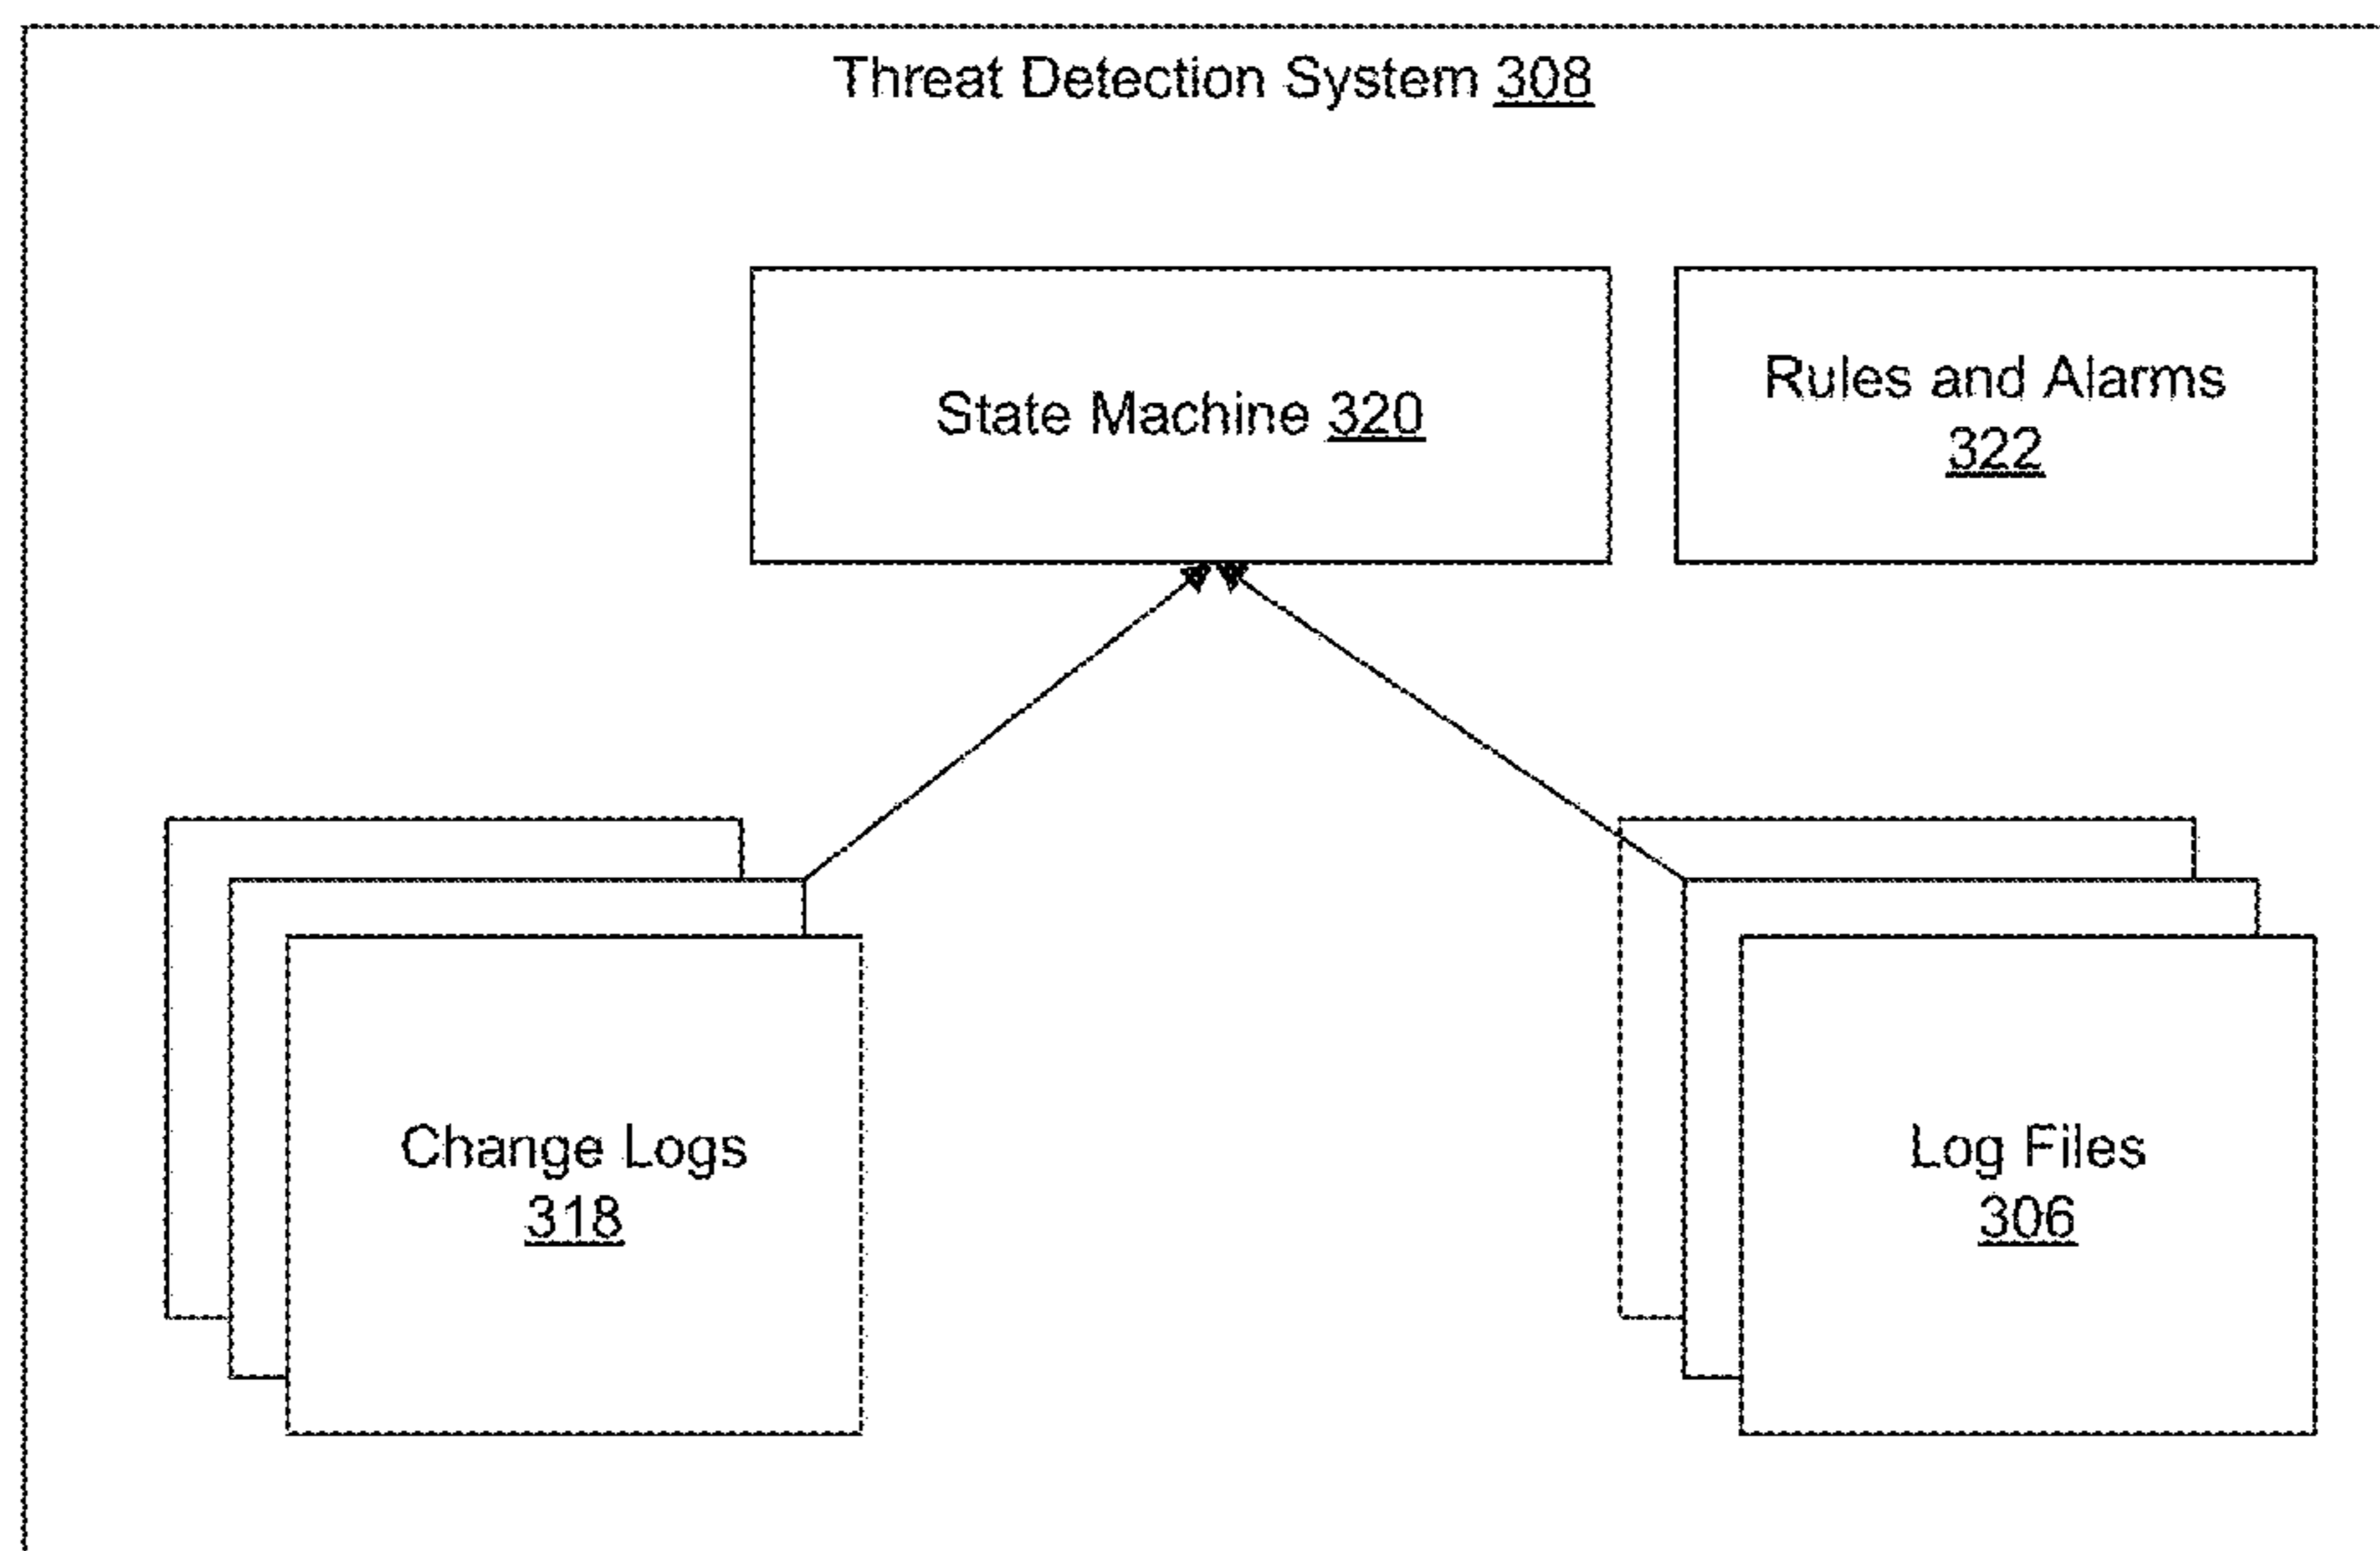 Threat Detection System 308
State Machine 320
Rules and Alarms
322
Change Logs
318
Log Files
306